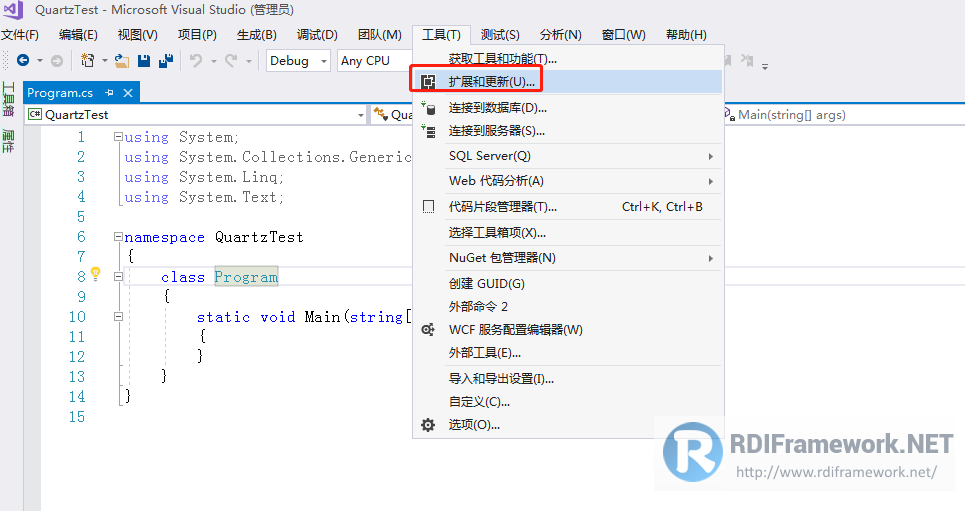 QuartzTest - Microsoft Visual Studio (管理员)
文件(F) 编辑(E) 视图(V) 项目(P) 生成(B) 调试(D) 团队(M) 工具(T) 测试(S) 分析(N) 窗口(W) 帮助(H)
Debug Any CPU
获取工具和功能(T)...
扩展和更新(U)...
连接到数据库(D)...
连接到服务器(S)...
SQL Server(Q)
Web 代码分析(A)
代码片段管理器(T)... Ctrl+K, Ctrl+B
选择工具箱项(X)...
NuGet 包管理器(N)
创建 GUID(G)
外部命令 2
WCF 服务配置编辑器(W)
外部工具(E)...
导入和导出设置(I)...
自定义(C)...
选项(O)...
工具箱
属性
Program.cs
C# QuartzTest Qua Main(string[] args)
1 using System;
2 using System.Collections.Generic
3 using System.Linq;
4 using System.Text;
5
6 namespace QuartzTest
7 {
8 class Program
9 {
10 static void Main(string[
11 {
12 }
13 }
14 }
15
RDIFramework.NET
http://www.rdiframework.net/